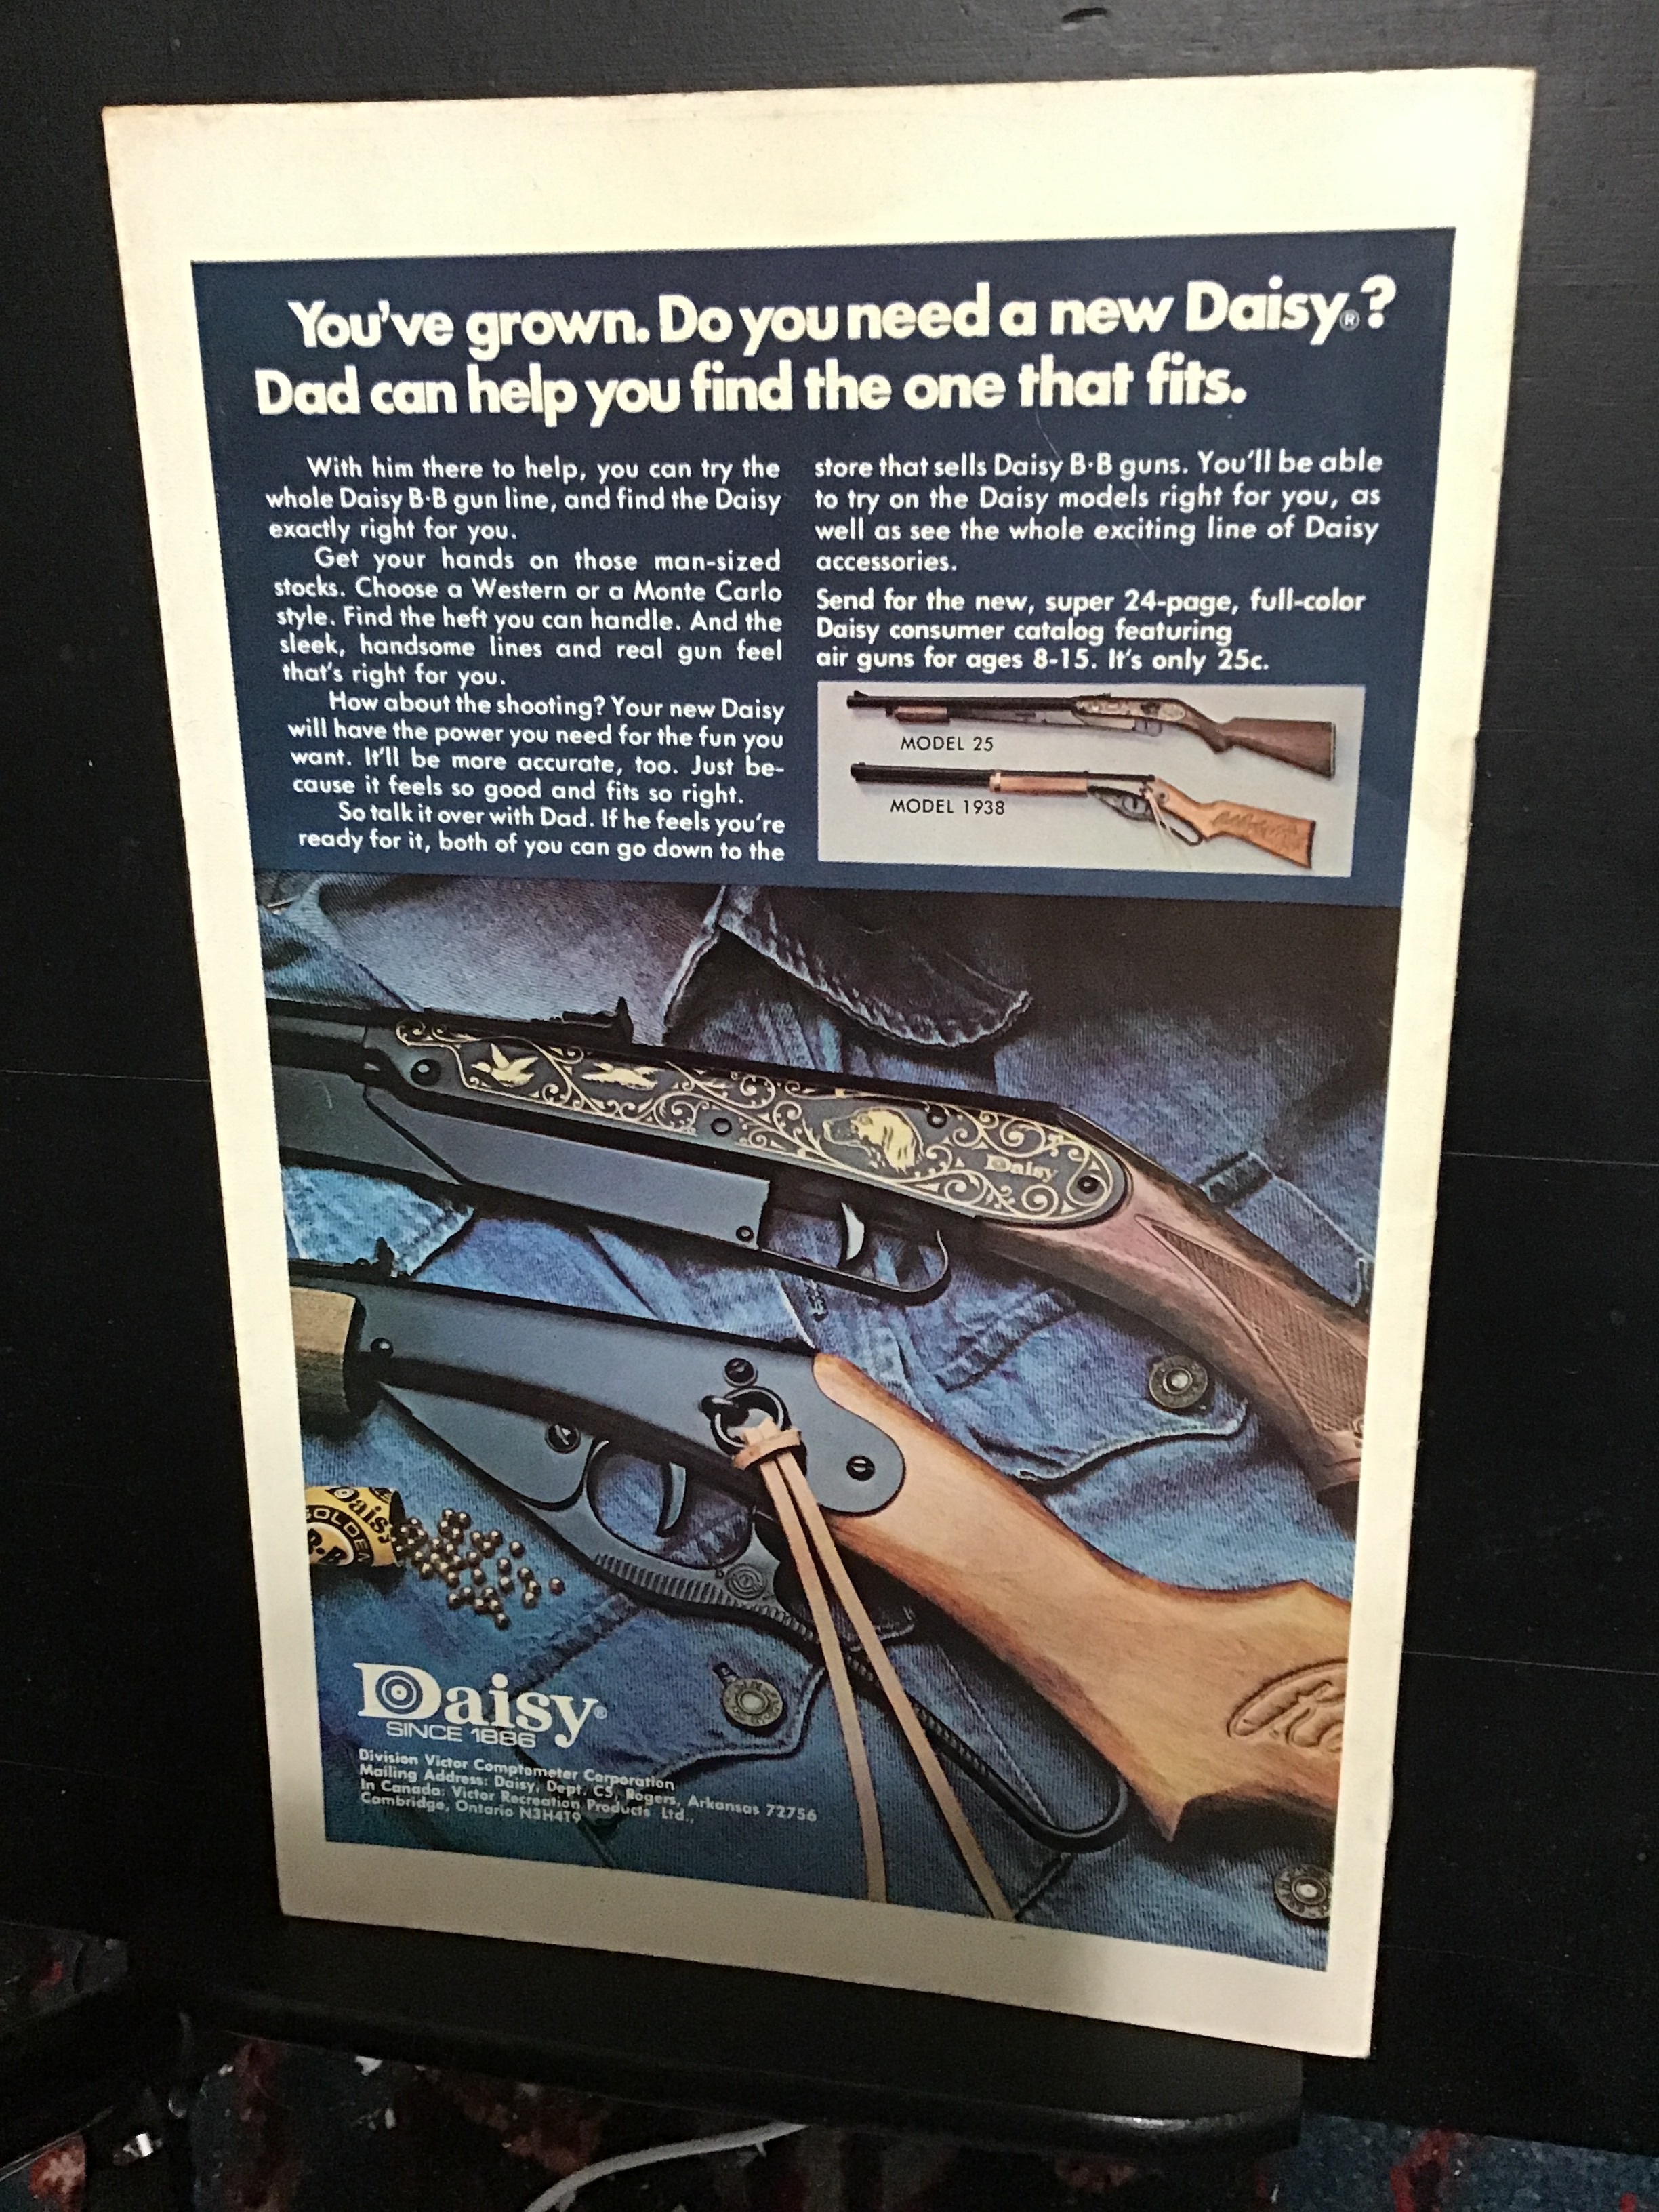 You've grown. Do you need a new Daisy®?
Dad can help you find the one that fits.
With him there to help, you can try the
whole Daisy B·B gun line, and find the Daisy
exactly right for you.
Get your hands on those man-sized
stocks. Choose a Western or a Monte Carlo
style. Find the heft you can handle. And the
sleek, handsome lines and real gun feel
that's right for you.
How about the shooting? Your new Daisy
will have the power you need for the fun you
want. It'll be more accurate, too. Just be-
cause it feels so good and fits so right.
So talk it over with Dad. If he feels you're
ready for it, both of you can go down to the
store that sells Daisy B·B guns. You'll be able
to try on the Daisy models right for you, as
well as see the whole exciting line of Daisy
accessories.
Send for the new, super 24-page, full-color
Daisy consumer catalog featuring
air guns for ages 8-15. It's only 25c.
MODEL 25
MODEL 1938
Daisy
Daisy
GOLDEN
Daisy®
SINCE 1886
Division Victor Comptometer Corporation
Mailing Address: Daisy, Dept. CS, Rogers, Arkansas 72756
In Canada: Victor Recreation Products Ltd.,
Cambridge, Ontario N3H4T9